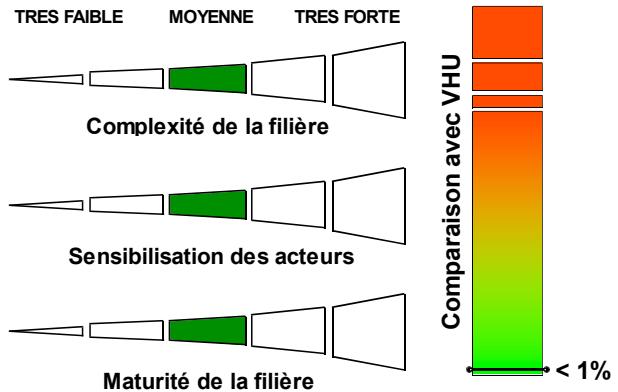 TRES FAIBLE MOYENNE TRES FORTE
Complexité de la filière
Sensibilisation des acteurs
Maturité de la filière
Comparaison avec VHU
< 1%